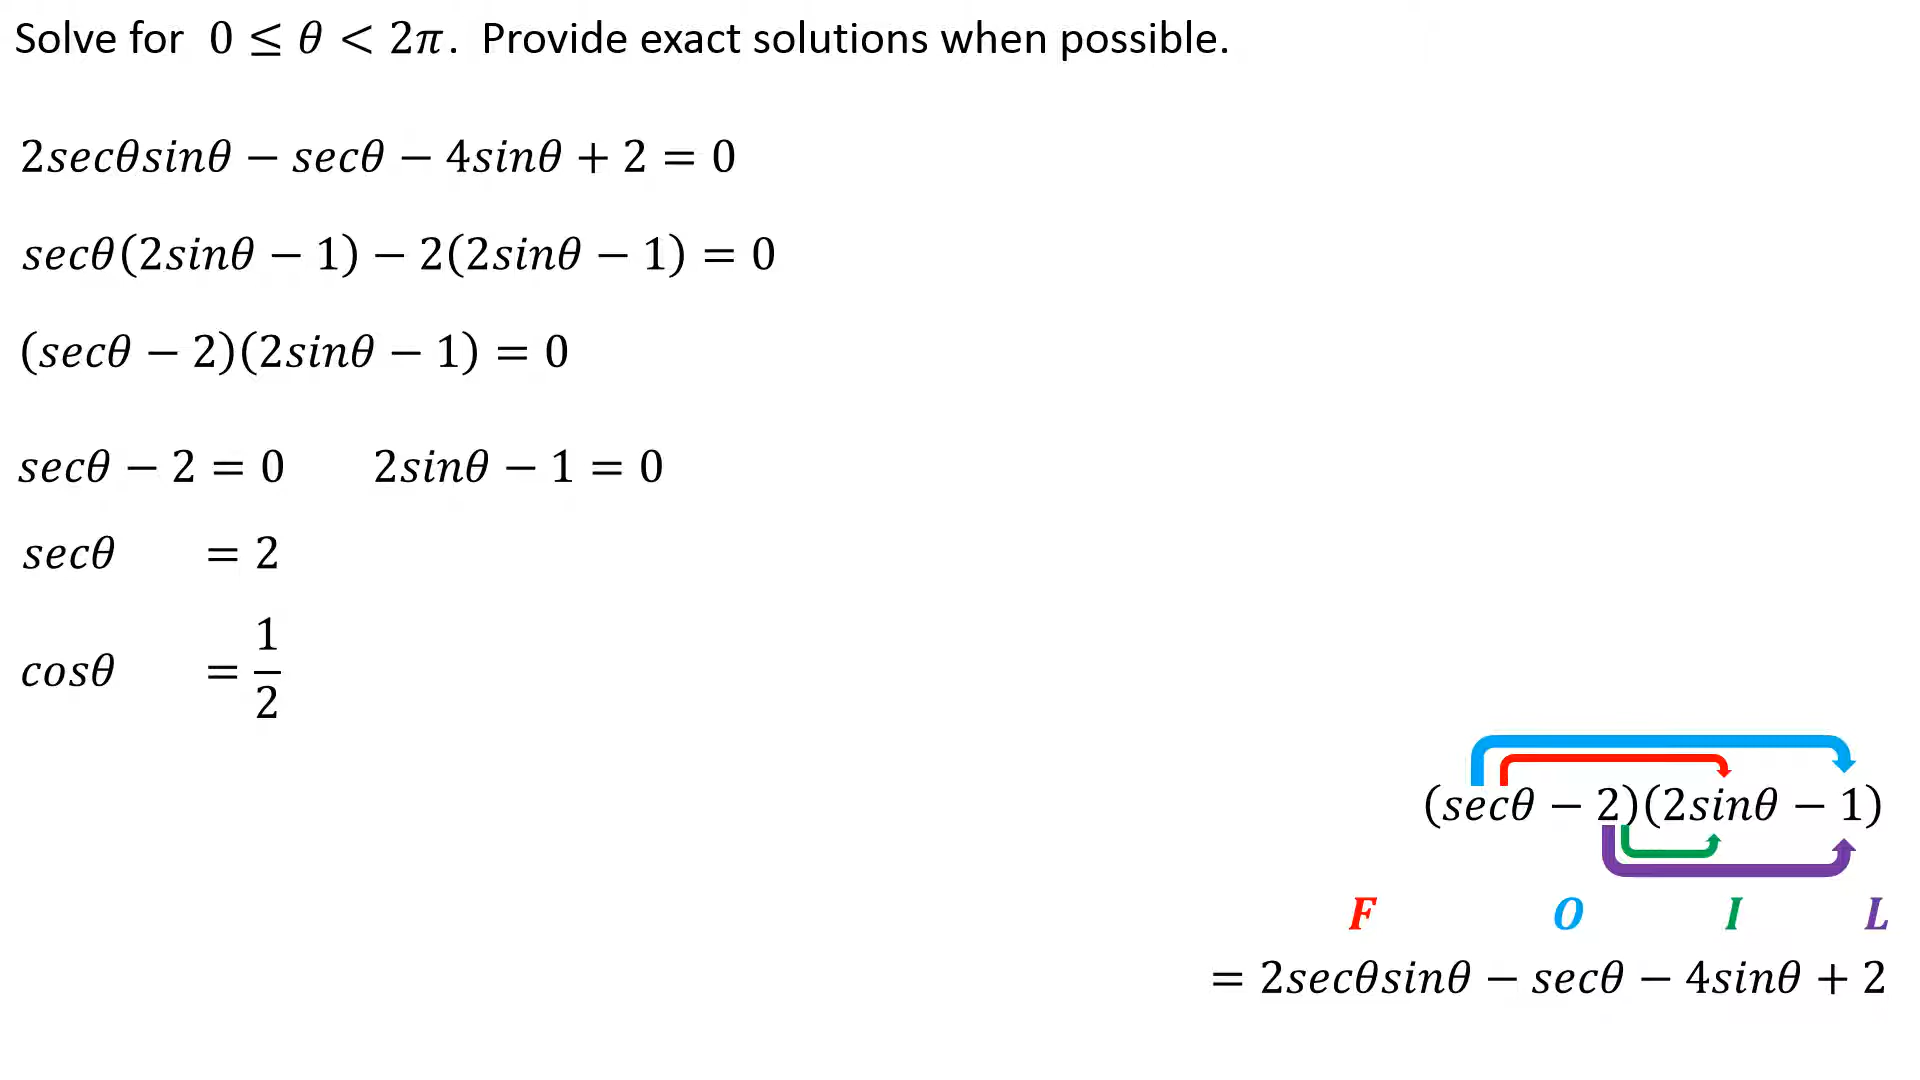 Solve for 0 ≤ θ < 2π. Provide exact solutions when possible.
2secθsinθ − secθ − 4sinθ + 2 = 0
secθ(2sinθ − 1) − 2(2sinθ − 1) = 0
(secθ − 2)(2sinθ − 1) = 0
secθ − 2 = 0 2sinθ − 1 = 0
secθ = 2
cosθ = 1/2
(secθ − 2)(2sinθ − 1)
F O I L
= 2secθsinθ − secθ − 4sinθ + 2